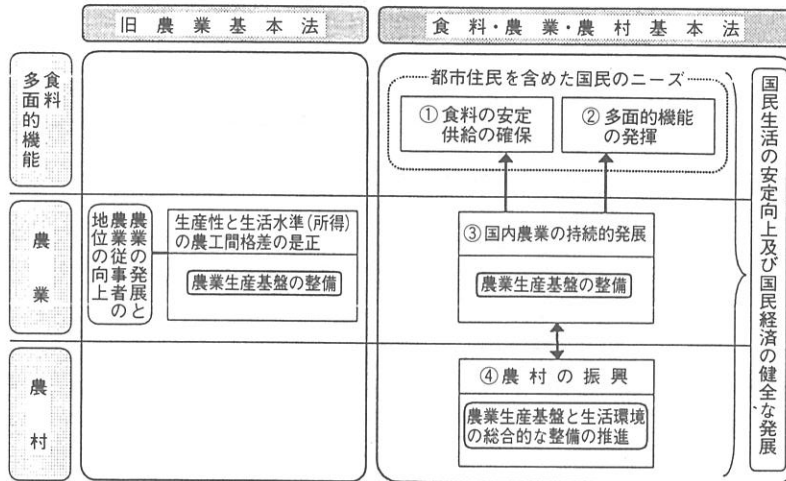 旧農業基本法
食料・農業・農村基本法
食料
多面的機能
都市住民を含めた国民のニーズ
①食料の安定
供給の確保
②多面的機能
の発揮
国民生活の安定向上及び国民経済の健全な発展
農業
農業の発展と
農業従事者の
地位の向上
生産性と生活水準(所得)
の農工間格差の是正
農業生産基盤の整備
③国内農業の持続的発展
農業生産基盤の整備
農村
④農村の振興
農業生産基盤と生活環境
の総合的な整備の推進